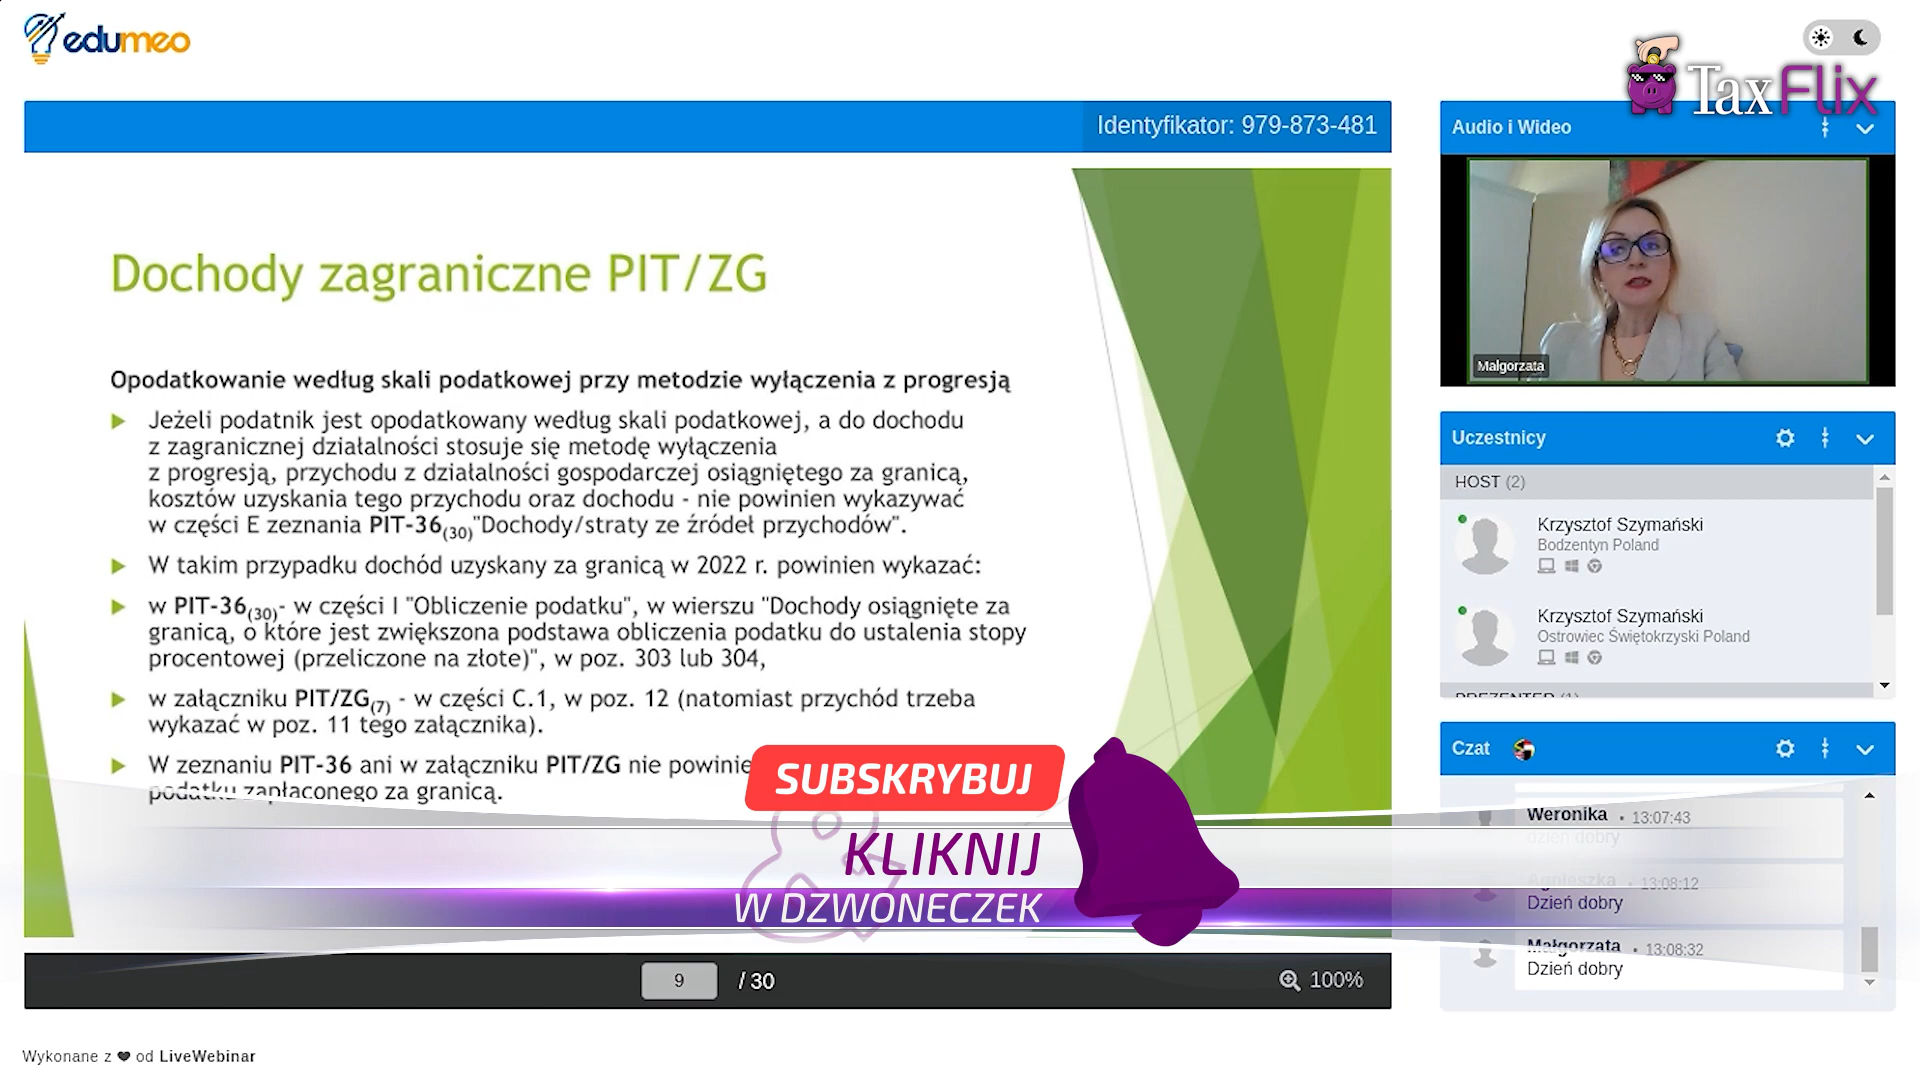 edumeo
TaxFlix
Identyfikator: 979-873-481
Dochody zagraniczne PIT/ZG
Opodatkowanie według skali podatkowej przy metodzie wyłączenia z progresją
Jeżeli podatnik jest opodatkowany według skali podatkowej, a do dochodu
z zagranicznej działalności stosuje się metodę wyłączenia
z progresją, przychodu z działalności gospodarczej osiągniętego za granicą,
kosztów uzyskania tego przychodu oraz dochodu - nie powinien wykazywać
w części E zeznania PIT-36(30)"Dochody/straty ze źródeł przychodów".
W takim przypadku dochód uzyskany za granicą w 2022 r. powinien wykazać:
w PIT-36(30)- w części I "Obliczenie podatku", w wierszu "Dochody osiągnięte za
granicą, o które jest zwiększona podstawa obliczenia podatku do ustalenia stopy
procentowej (przeliczone na złote)", w poz. 303 lub 304,
w załączniku PIT/ZG(7) - w części C.1, w poz. 12 (natomiast przychód trzeba
wykazać w poz. 11 tego załącznika).
W zeznaniu PIT-36 ani w załączniku PIT/ZG nie
podatku zapłaconego za granicą.
SUBSKRYBUJ
&
KLIKNIJ
W DZWONECZEK
9 / 30
100%
Wykonane z ❤ od LiveWebinar
Audio i Wideo
Małgorzata
Uczestnicy
HOST (2)
Krzysztof Szymański
Bodzentyn Poland
Krzysztof Szymański
Ostrowiec Świętokrzyski Poland
PREZENTER (1)
Czat
Weronika • 13:07:43
dzień dobry
Agnieszka • 13:08:12
Dzień dobry
Małgorzata • 13:08:32
Dzień dobry